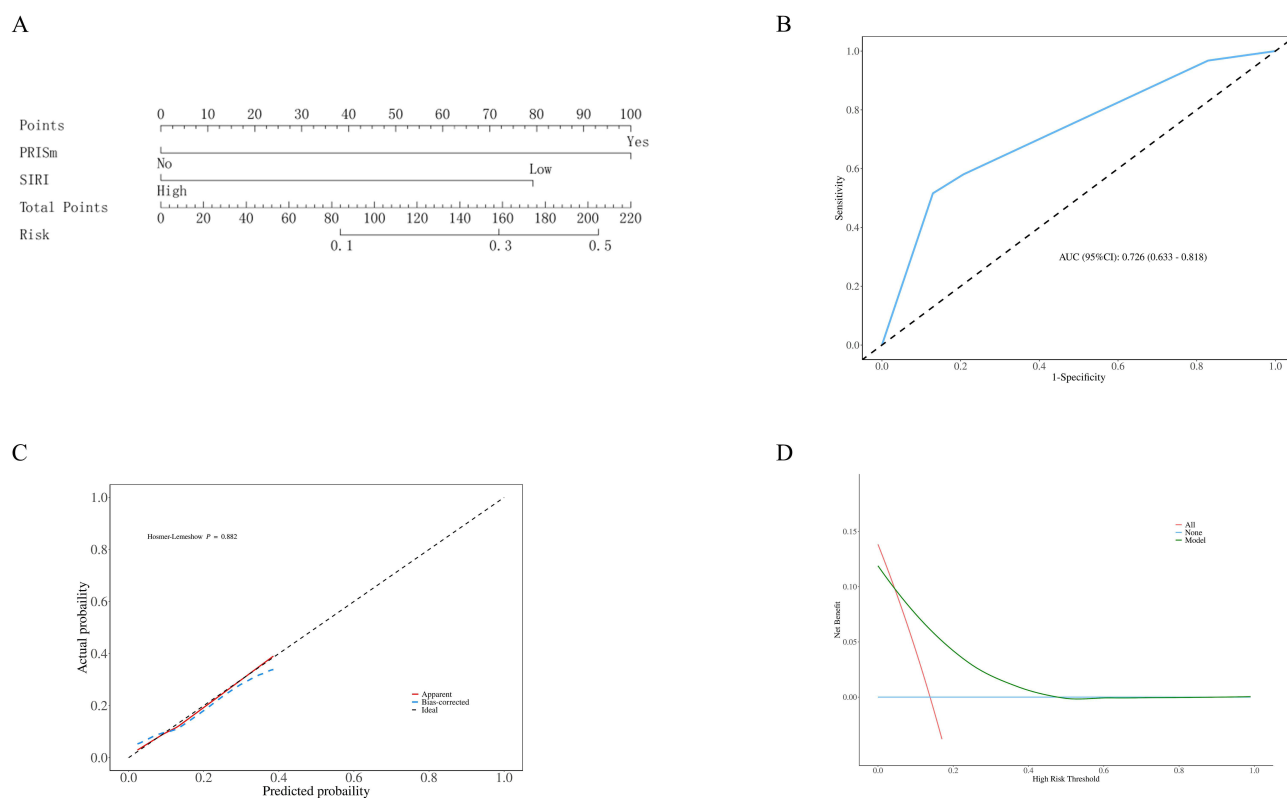 A
0 10 20 30 40 50 60 70 80 90 100
Points
Yes
PRISm
No
Low
SIRI
High
Total Points
0 20 40 60 80 100 120 140 160 180 200 220
Risk
0.1 0.3 0.5
B
1.0
0.8
0.6
0.4
0.2
0.0
Sensitivity
AUC (95%CI): 0.726 (0.633 - 0.818)
0.0 0.2 0.4 0.6 0.8 1.0
1-Specificity
C
1.0
0.8
0.6
0.4
0.2
0.0
Actual probaility
Hosmer-Lemeshow P = 0.882
Apparent
Bias-corrected
Ideal
0.0 0.2 0.4 0.6 0.8 1.0
Predicted probaility
D
0.15
0.10
0.05
0.00
Net Benefit
All
None
Model
0.0 0.2 0.4 0.6 0.8 1.0
High Risk Threshold